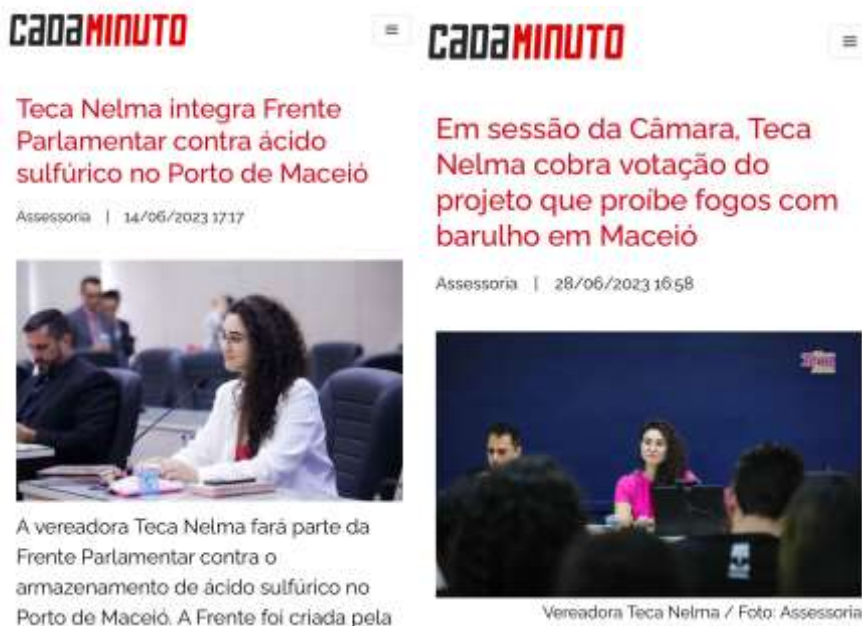 CADAMINUTO
Teca Nelma integra Frente
Parlamentar contra ácido
sulfúrico no Porto de Maceió
Assessoria | 14/06/2023 17:17
A vereadora Teca Nelma fará parte da
Frente Parlamentar contra o
armazenamento de ácido sulfúrico no
Porto de Maceió. A Frente foi criada pela
CADAMINUTO
Em sessão da Câmara, Teca
Nelma cobra votação do
projeto que proíbe fogos com
barulho em Maceió
Assessoria | 28/06/2023 16:58
Vereadora Teca Nelma / Foto: Assessoria